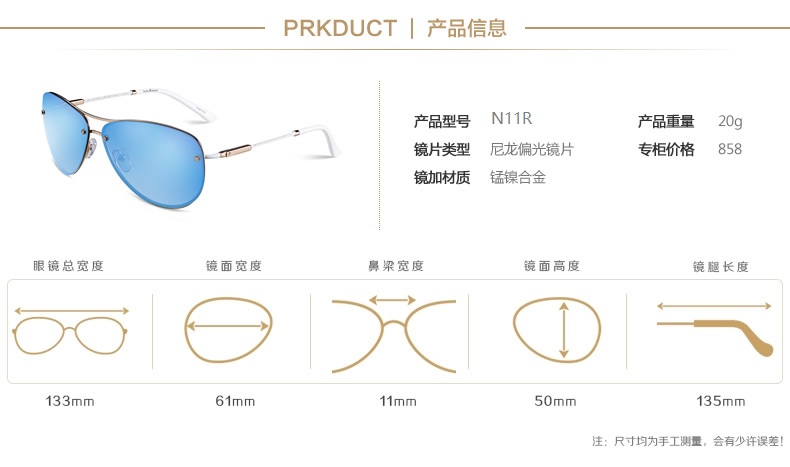 PRKDUCT | 产品信息
产品型号 N11R 产品重量 20g
镜片类型 尼龙偏光镜片 专柜价格 858
镜加材质 锰镍合金
眼镜总宽度 镜面宽度 鼻梁宽度 镜面高度 镜腿长度
133mm 61mm 11mm 50mm 135mm
注：尺寸均为手工测量，会有少许误差！